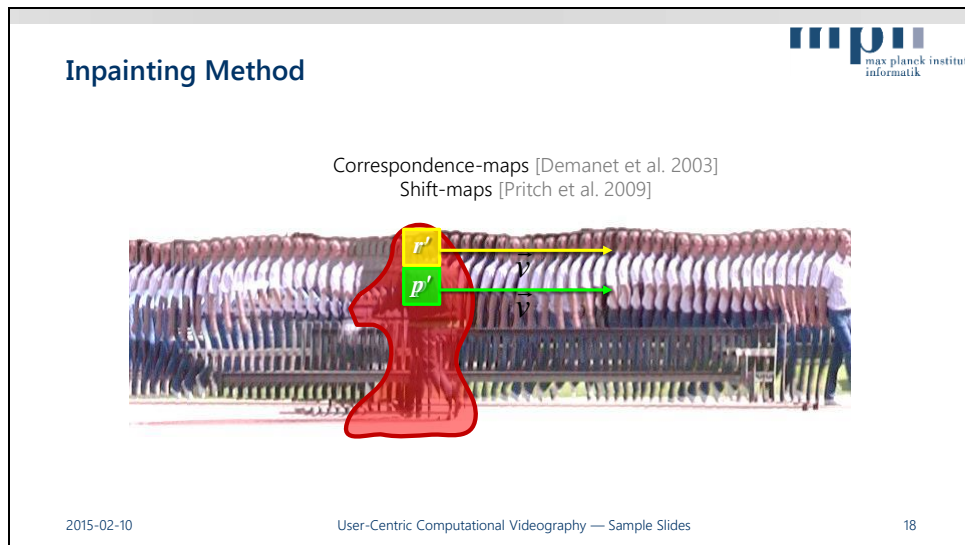 Inpainting Method
mpii
max planck institut
informatik
Correspondence-maps [Demanet et al. 2003]
Shift-maps [Pritch et al. 2009]
r'
v
p'
v
2015-02-10
User-Centric Computational Videography — Sample Slides
18